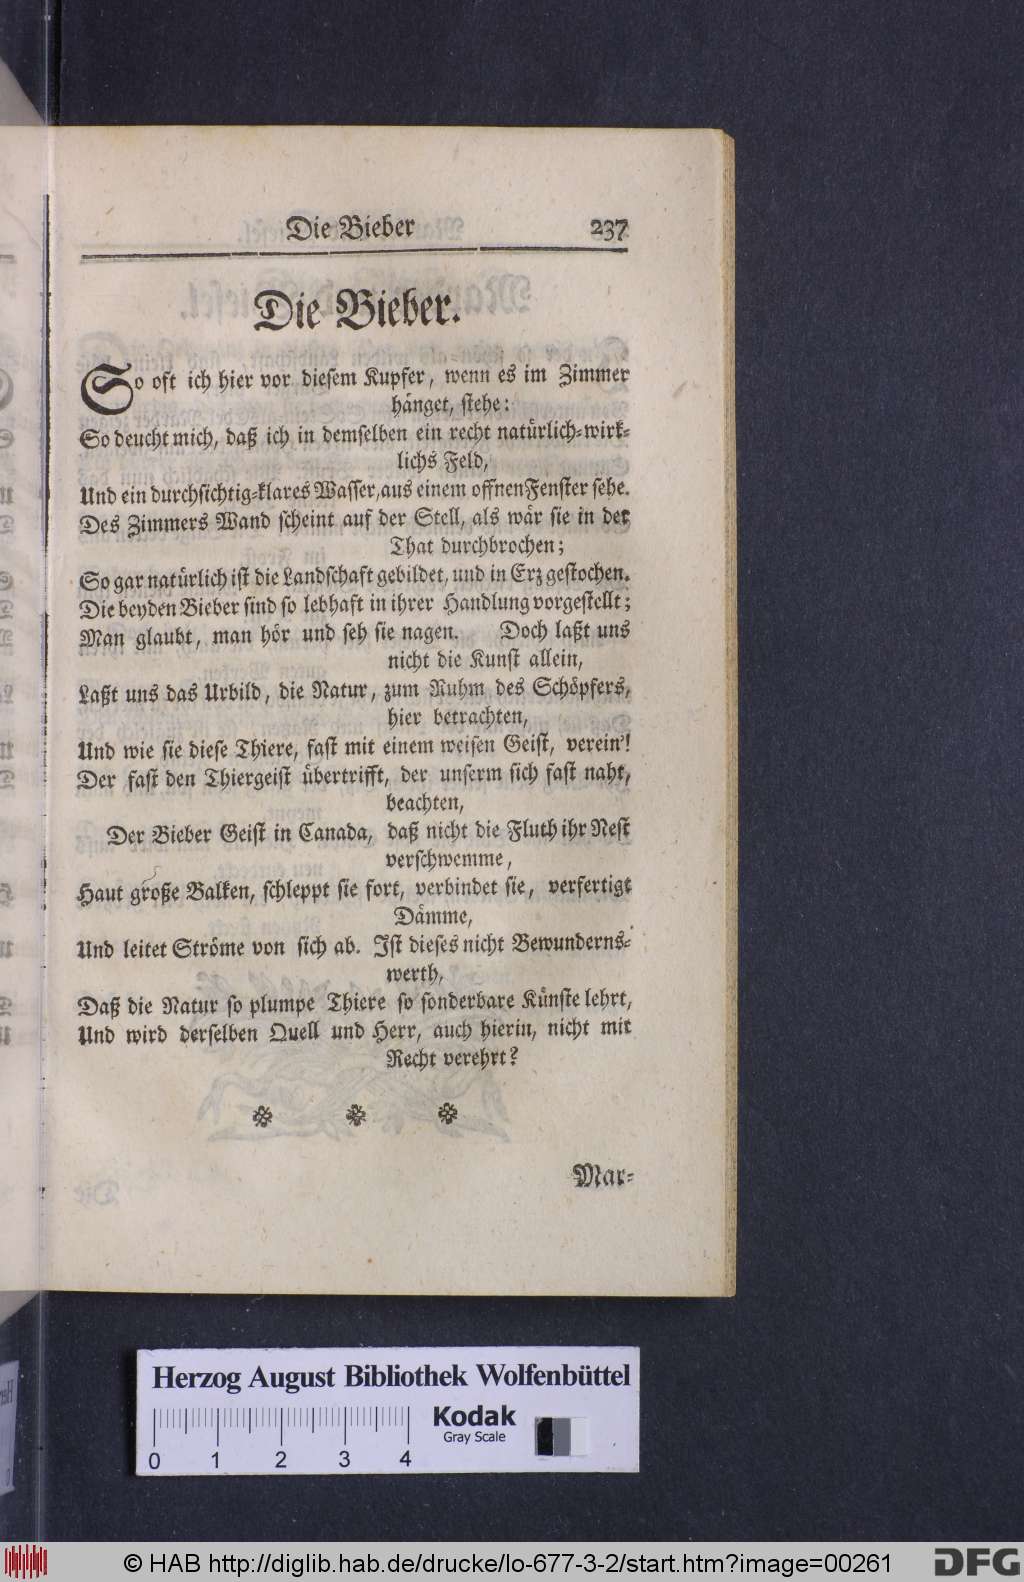 Die Bieber 237
Die Bieber.
So oft ich hier vor diesem Kupfer, wenn es im Zimmer
hänget, stehe:
So deucht mich, daß ich in demselben ein recht natürlich=wirk=
lichs Feld,
Und ein durchsichtig=klares Wasser, aus einem offnen Fenster sehe.
Des Zimmers Wand scheint auf der Stell, als wär sie in der
That durchbrochen;
So gar natürlich ist die Landschaft gebildet, und in Erz gestochen.
Die beyden Bieber sind so lebhaft in ihrer Handlung vorgestellt;
Man glaubt, man hör und seh sie nagen. Doch laßt uns
nicht die Kunst allein,
Laßt uns das Urbild, die Natur, zum Ruhm des Schöpfers,
hier betrachten,
Und wie sie diese Thiere, fast mit einem weisen Geist, verein'!
Der fast den Thiergeist übertrifft, der unserm sich fast naht,
beachten,
Der Bieber Geist in Canada, daß nicht die Fluth ihr Nest
verschwemme,
Haut große Balken, schleppt sie fort, verbindet sie, verfertigt
Dämme,
Und leitet Ströme von sich ab. Ist dieses nicht Bewunderns=
werth,
Daß die Natur so plumpe Thiere so sonderbare Künste lehrt,
Und wird derselben Quell und Herr, auch hierin, nicht mit
Recht verehrt?
* * *
Mar=
Herzog August Bibliothek Wolfenbüttel
Kodak
Gray Scale
0 1 2 3 4
© HAB http://diglib.hab.de/drucke/lo-677-3-2/start.htm?image=00261
DFG